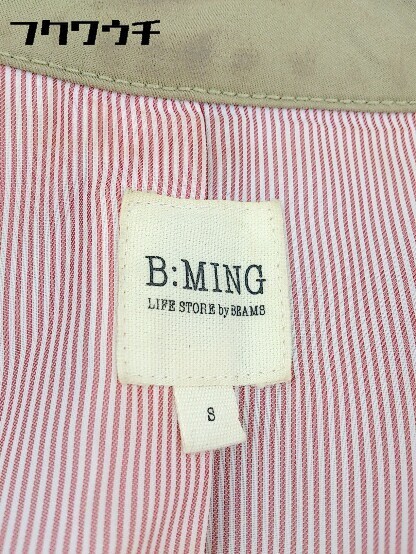 フクワウチ
B:MING
LIFE STORE by BEAMS
S